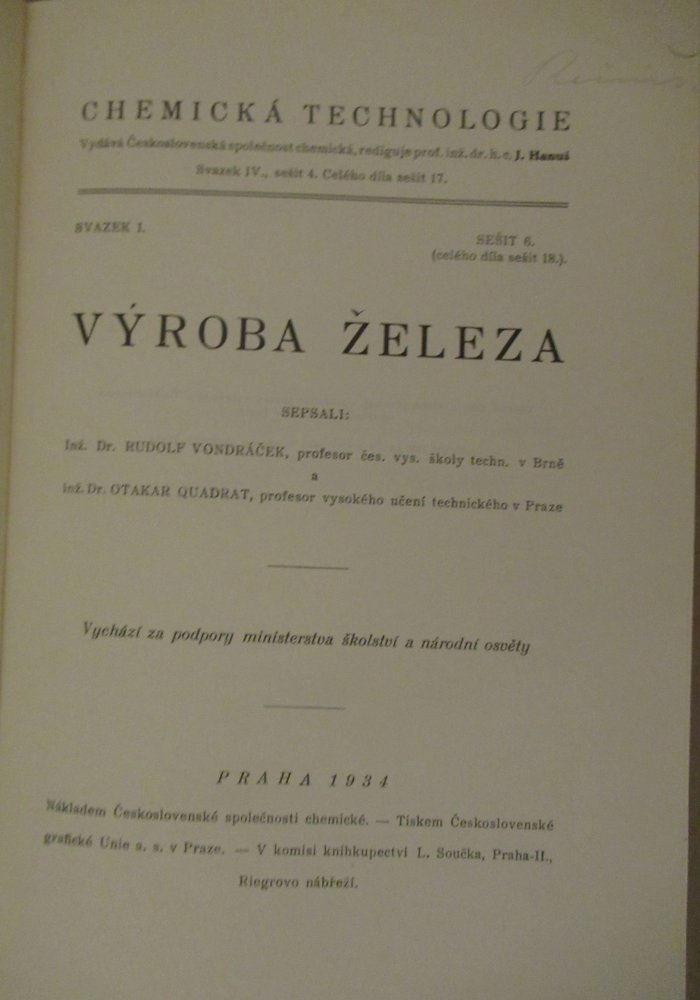 CHEMICKÁ TECHNOLOGIE
Vydává Československá společnost chemická, rediguje prof. inž. dr. h. c. J. Hanuš
Svazek IV., sešit 4. Celého díla sešit 17.
SVAZEK I.
SEŠIT 6.
(celého díla sešit 18.).
VÝROBA ŽELEZA
SEPSALI:
Inž. Dr. RUDOLF VONDRÁČEK, profesor čes. vys. školy techn. v Brně
a
inž. Dr. OTAKAR QUADRAT, profesor vysokého učení technického v Praze
Vychází za podpory ministerstva školství a národní osvěty
PRAHA 1934
Nákladem Československé společnosti chemické. — Tiskem Československé
grafické Unie a. s. v Praze. — V komisi knihkupectví L. Součka, Praha-II.,
Riegrovo nábřeží.